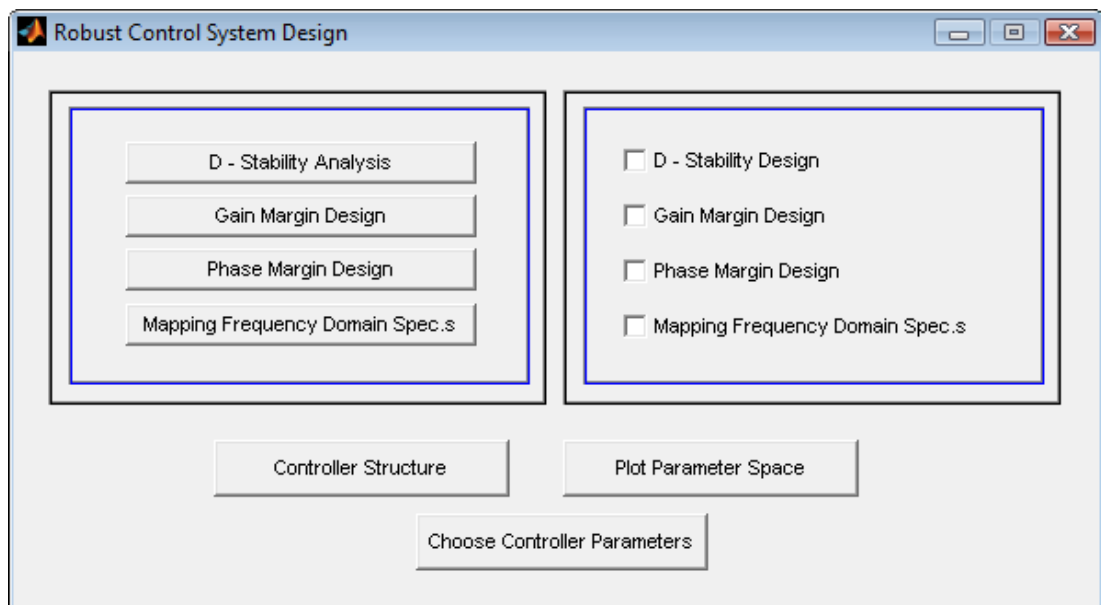 Robust Control System Design
D - Stability Analysis
Gain Margin Design
Phase Margin Design
Mapping Frequency Domain Spec.s
D - Stability Design
Gain Margin Design
Phase Margin Design
Mapping Frequency Domain Spec.s
Controller Structure
Plot Parameter Space
Choose Controller Parameters